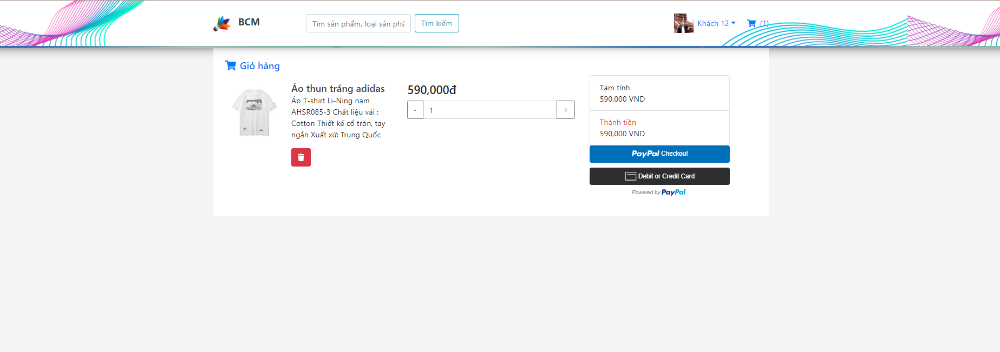 BCM
Tìm sản phẩm, loại sản phẩ
Tìm kiếm
Khách 12
(1)
Giỏ hàng
Áo thun trắng adidas
Áo T-shirt Li-Ning nam
AHSR085-3 Chất liệu vải :
Cotton Thiết kế cổ tròn, tay
ngắn Xuất xứ: Trung Quốc
590,000đ
- 1 +
Tạm tính
590,000 VND
Thành tiền
590,000 VND
PayPal Checkout
Debit or Credit Card
Powered by PayPal